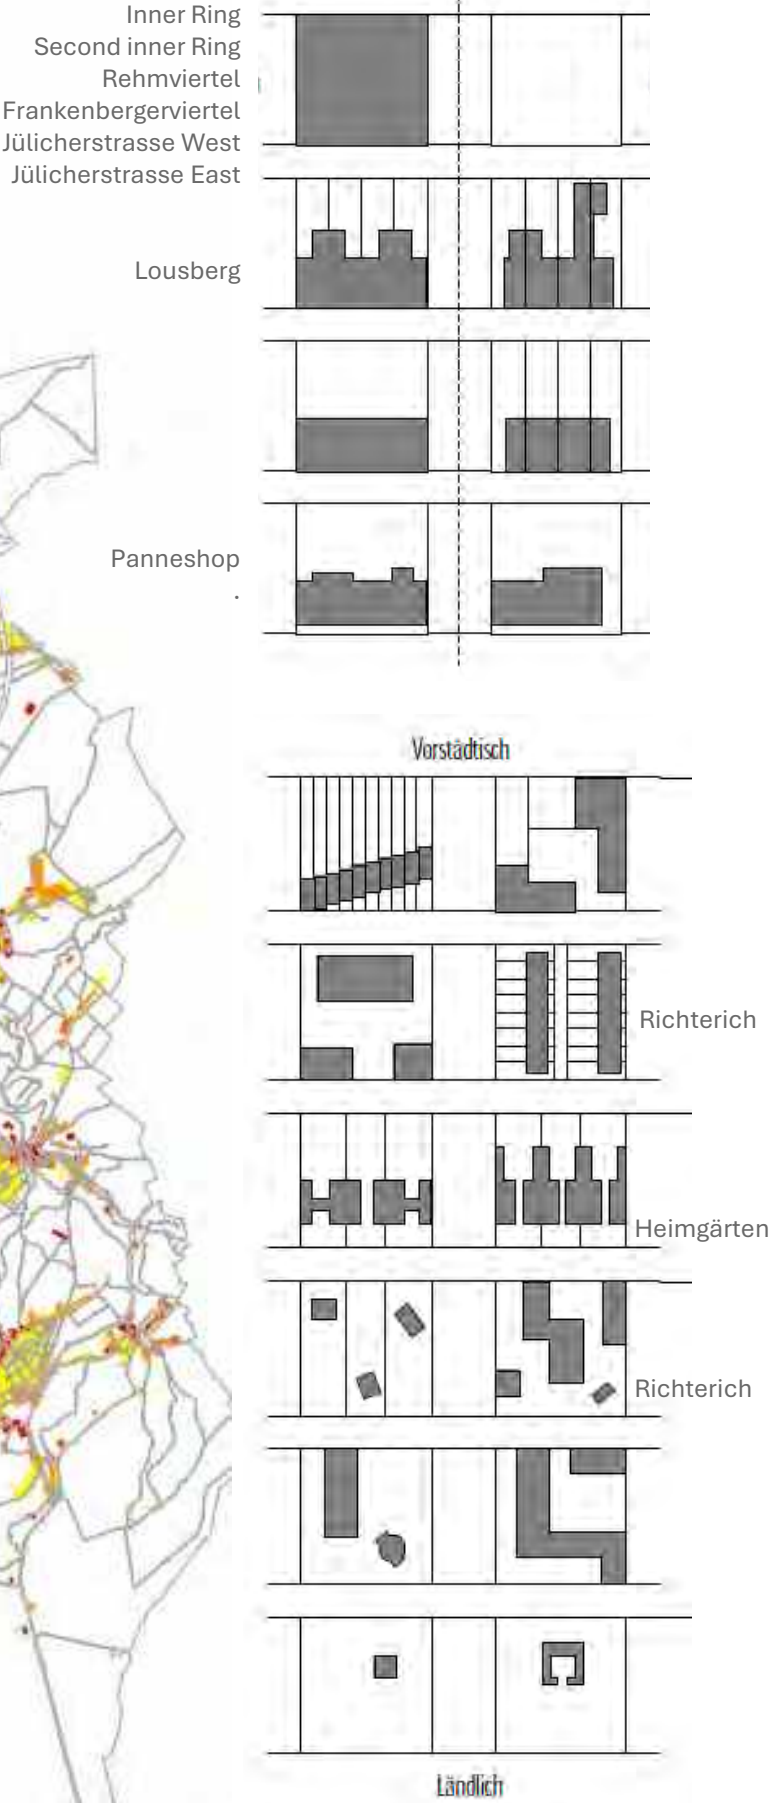 Inner Ring
Second inner Ring
Rehmviertel
Frankenbergerviertel
Jülicherstrasse West
Jülicherstrasse East
Lousberg
Panneshop
.
Vorstädtisch
Richterich
Heimgärten
Richterich
Ländlich